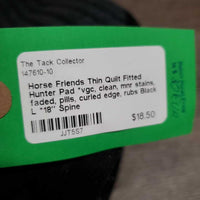 The Tack Collector
147610-10
Horse Friends Thin Quilt Fitted
Hunter Pad *vgc, clean, mnr stains,
faded, pills, curled edge, rubs Black
L *18" Spine
JJT5S7
$18.50